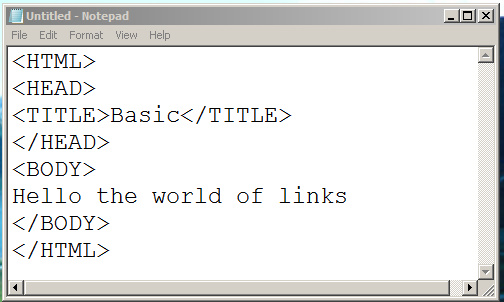 Untitled - Notepad
File Edit Format View Help
<HTML>
<HEAD>
<TITLE>Basic</TITLE>
</HEAD>
<BODY>
Hello the world of links
</BODY>
</HTML>